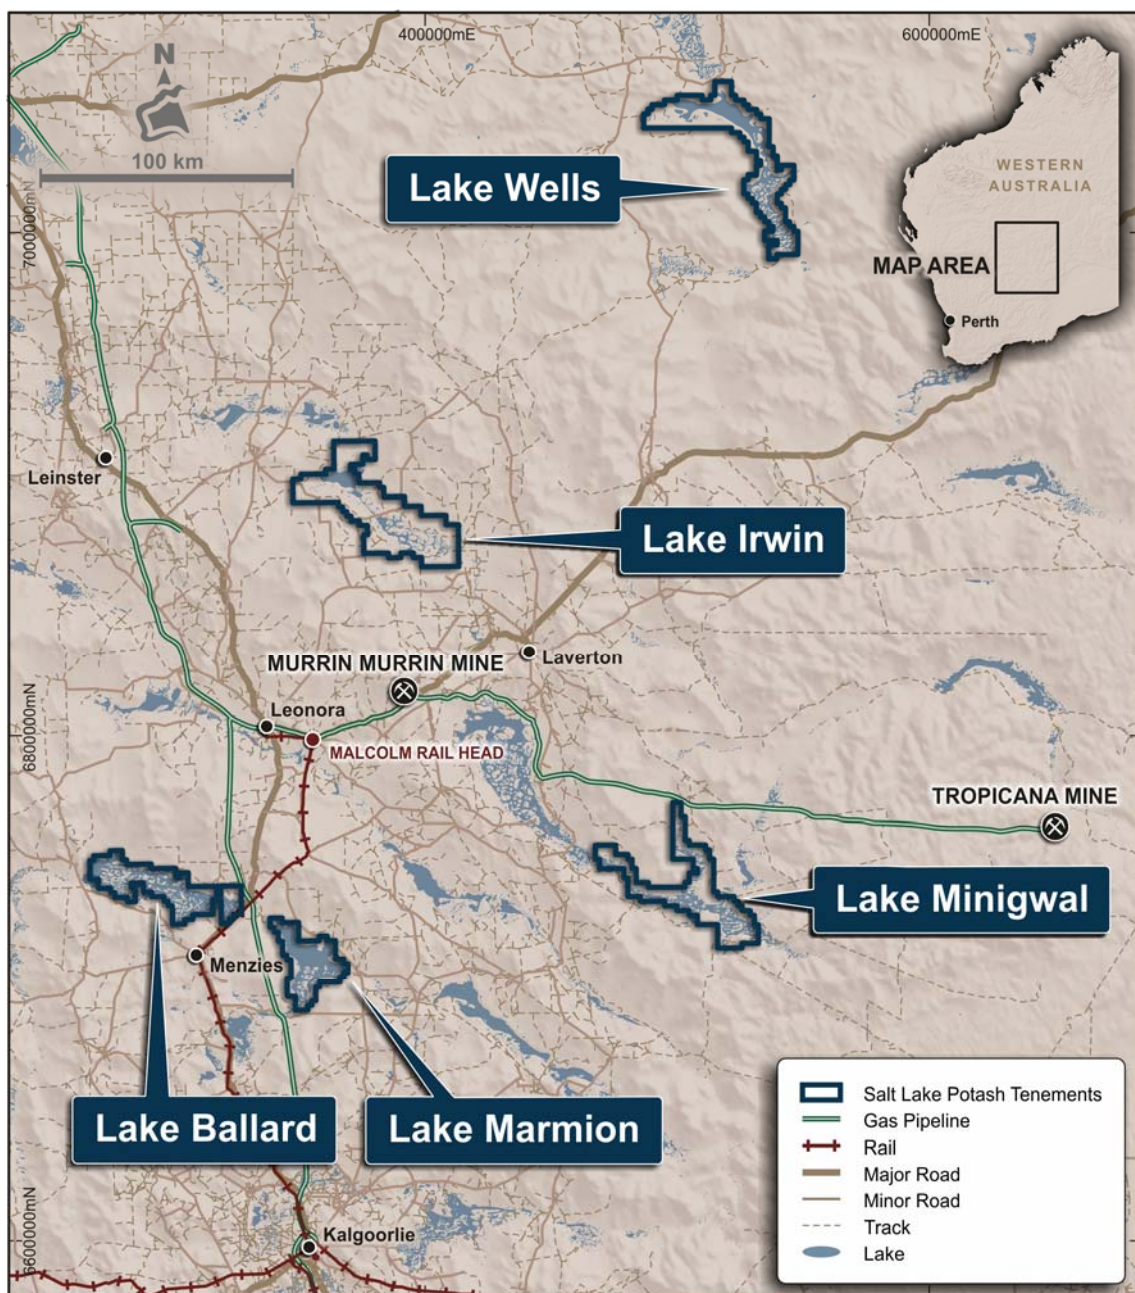 400000mE
600000mE
N
100 km
7000000mN
Lake Wells
WESTERN
AUSTRALIA
MAP AREA
Perth
Leinster
Lake Irwin
MURRIN MURRIN MINE
Laverton
Leonora
6800000mN
MALCOLM RAIL HEAD
TROPICANA MINE
Lake Minigwal
Menzies
Lake Ballard
Lake Marmion
6600000mN
Kalgoorlie
Salt Lake Potash Tenements
Gas Pipeline
Rail
Major Road
Minor Road
Track
Lake